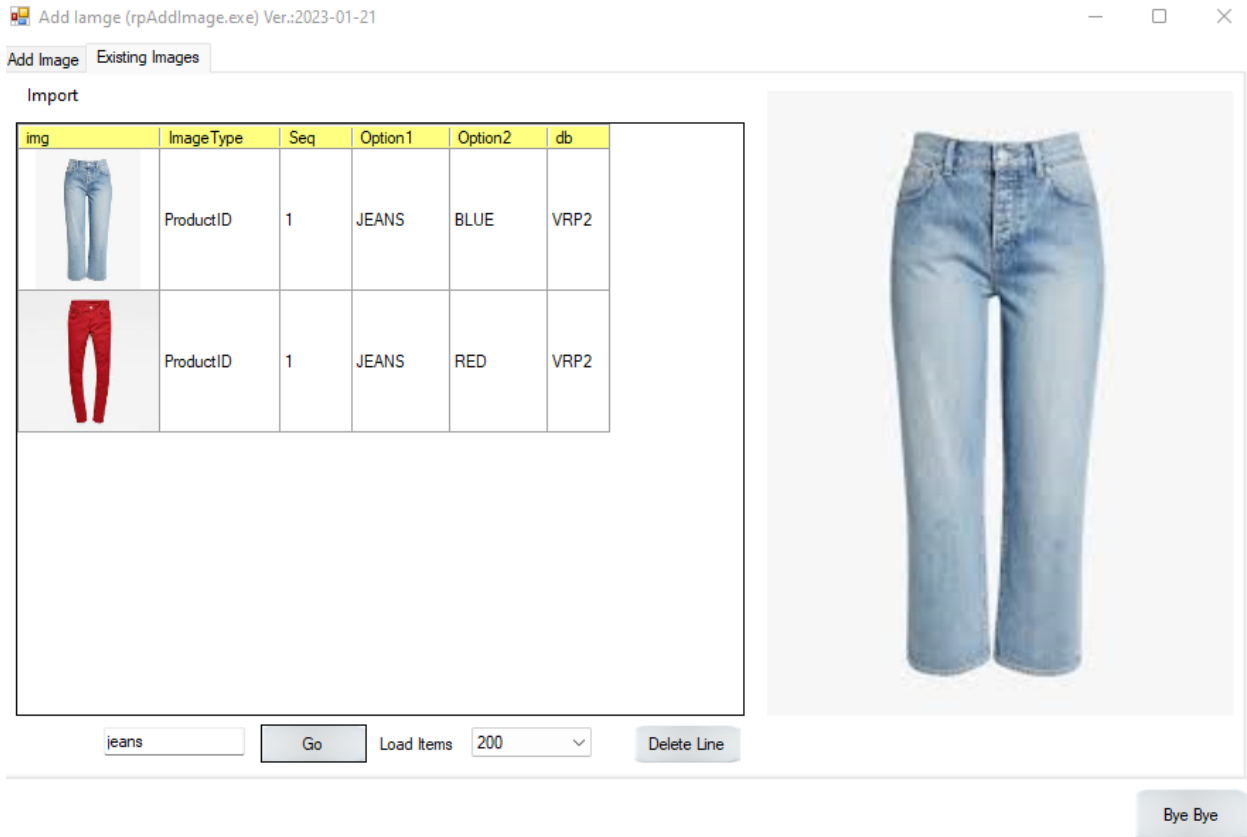 Add Iamge (rpAddImage.exe) Ver.:2023-01-21
Add Image Existing Images
Import
img ImageType Seq Option1 Option2 db
ProductID 1 JEANS BLUE VRP2
ProductID 1 JEANS RED VRP2
jeans Go Load Items 200 Delete Line
Bye Bye